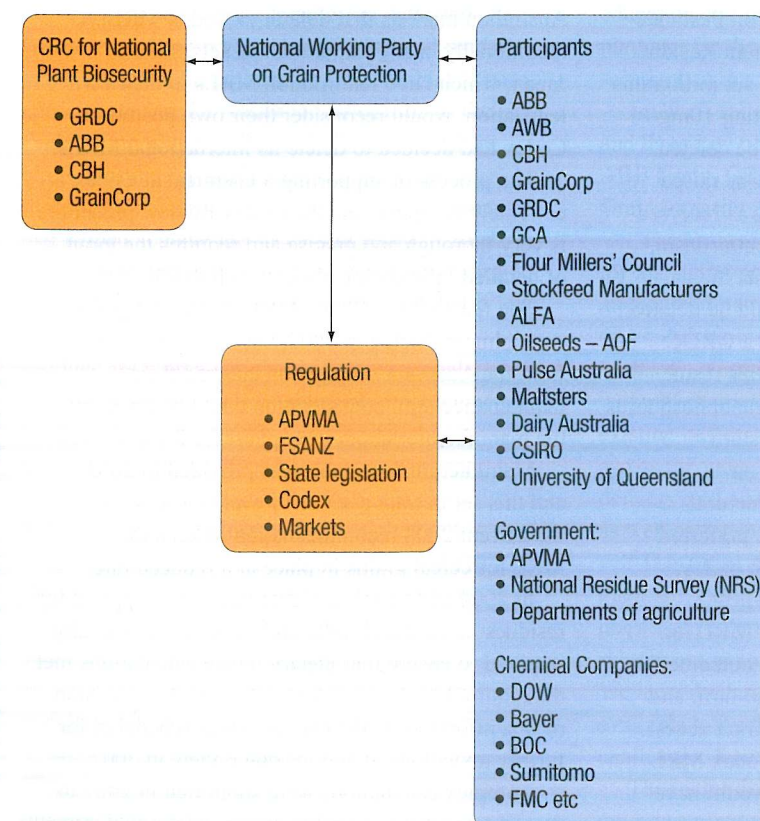 CRC for National
Plant Biosecurity
• GRDC
• ABB
• CBH
• GrainCorp
National Working Party
on Grain Protection
Participants
• ABB
• AWB
• CBH
• GrainCorp
• GRDC
• GCA
• Flour Millers' Council
• Stockfeed Manufacturers
• ALFA
• Oilseeds – AOF
• Pulse Australia
• Maltsters
• Dairy Australia
• CSIRO
• University of Queensland
Government:
• APVMA
• National Residue Survey (NRS)
• Departments of agriculture
Chemical Companies:
• DOW
• Bayer
• BOC
• Sumitomo
• FMC etc
Regulation
• APVMA
• FSANZ
• State legislation
• Codex
• Markets